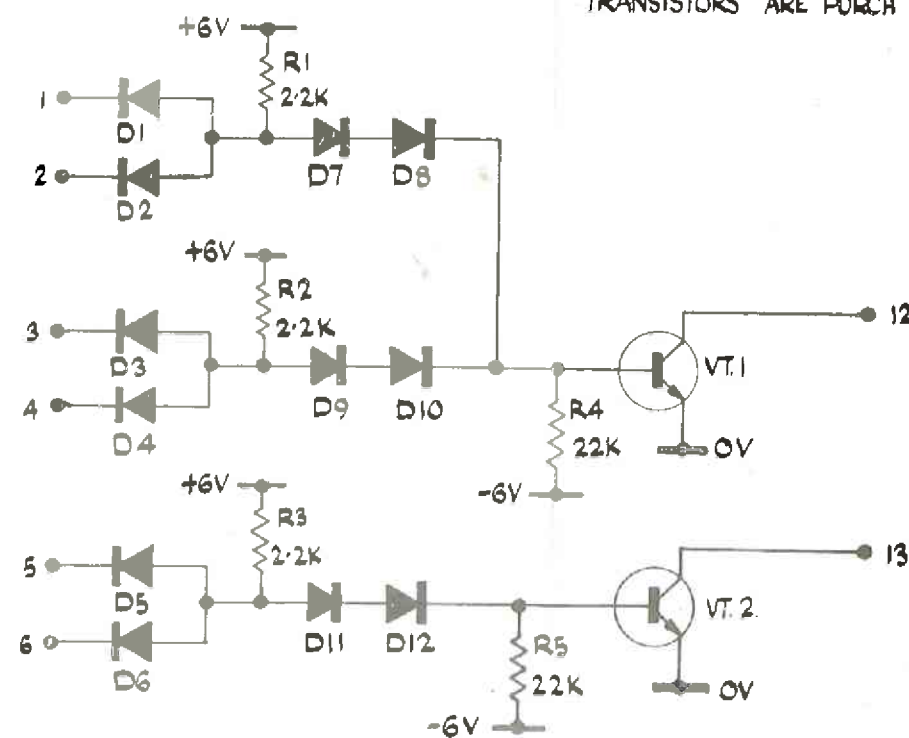 TRANSISTORS ARE PURCH
+6V
R1
2·2K
1
D1
2
D2
D7
D8
+6V
R2
2·2K
3
D3
4
D4
D9
D10
12
VT.1
R4
22K
0V
-6V
+6V
R3
2·2K
5
D5
6
D6
D11
D12
13
VT.2.
R5
22K
0V
-6V